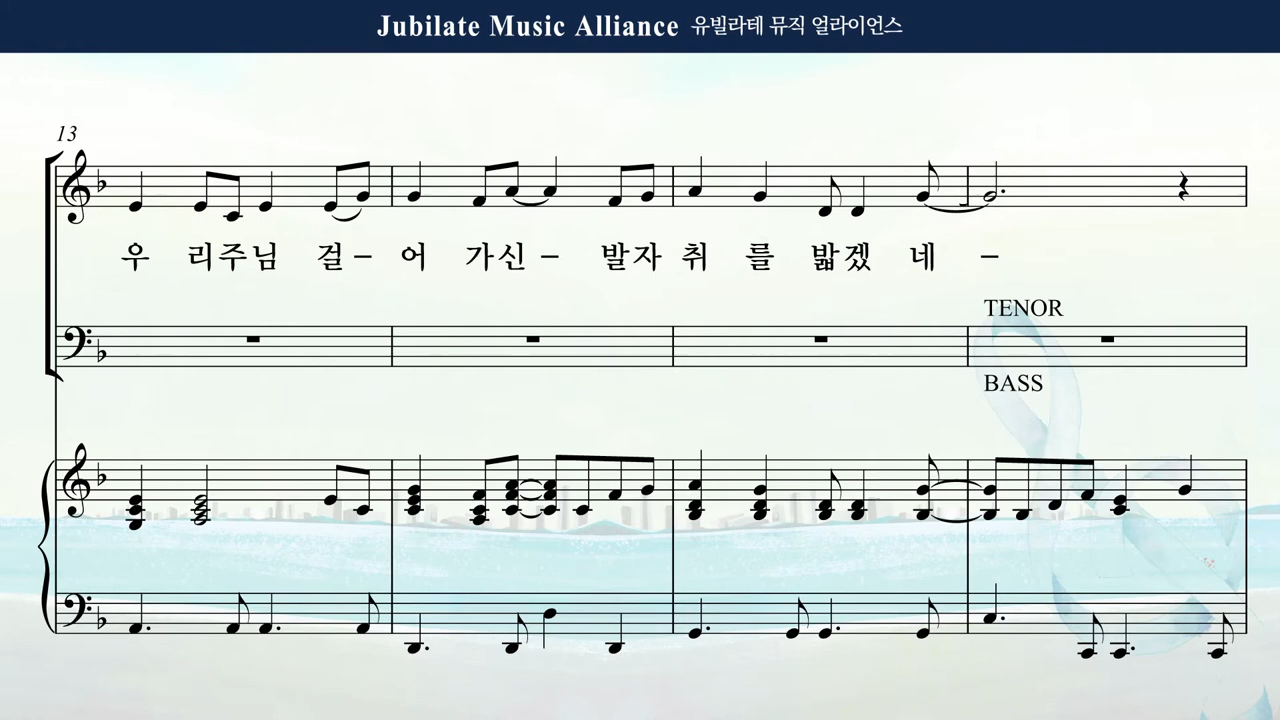 Jubilate Music Alliance 유빌라테 뮤직 얼라이언스
13
우 리주님 걸– 어 가신 – 발자 취 를 밟겠 네 –
TENOR
BASS